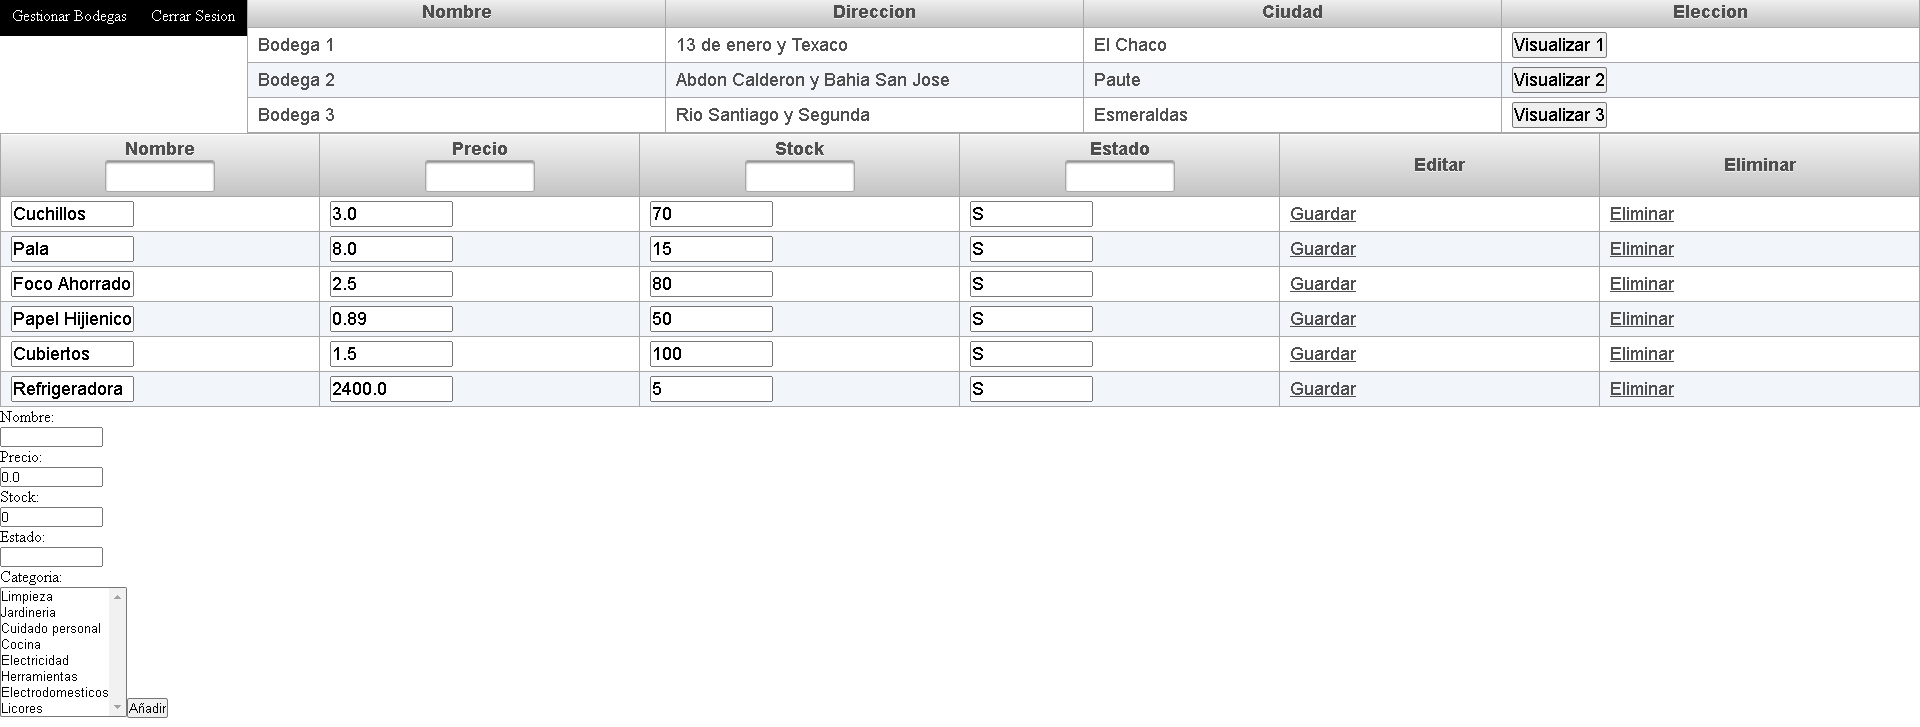 Gestionar Bodegas Cerrar Sesion
Nombre Direccion Ciudad Eleccion
Bodega 1 13 de enero y Texaco El Chaco Visualizar 1
Bodega 2 Abdon Calderon y Bahia San Jose Paute Visualizar 2
Bodega 3 Rio Santiago y Segunda Esmeraldas Visualizar 3
Nombre Precio Stock Estado Editar Eliminar
Cuchillos 3.0 70 S Guardar Eliminar
Pala 8.0 15 S Guardar Eliminar
Foco Ahorrado 2.5 80 S Guardar Eliminar
Papel Hijienico 0.89 50 S Guardar Eliminar
Cubiertos 1.5 100 S Guardar Eliminar
Refrigeradora 2400.0 5 S Guardar Eliminar
Nombre:
Precio:
0.0
Stock:
0
Estado:
Categoria:
Limpieza
Jardineria
Cuidado personal
Cocina
Electricidad
Herramientas
Electrodomesticos
Licores Añadir